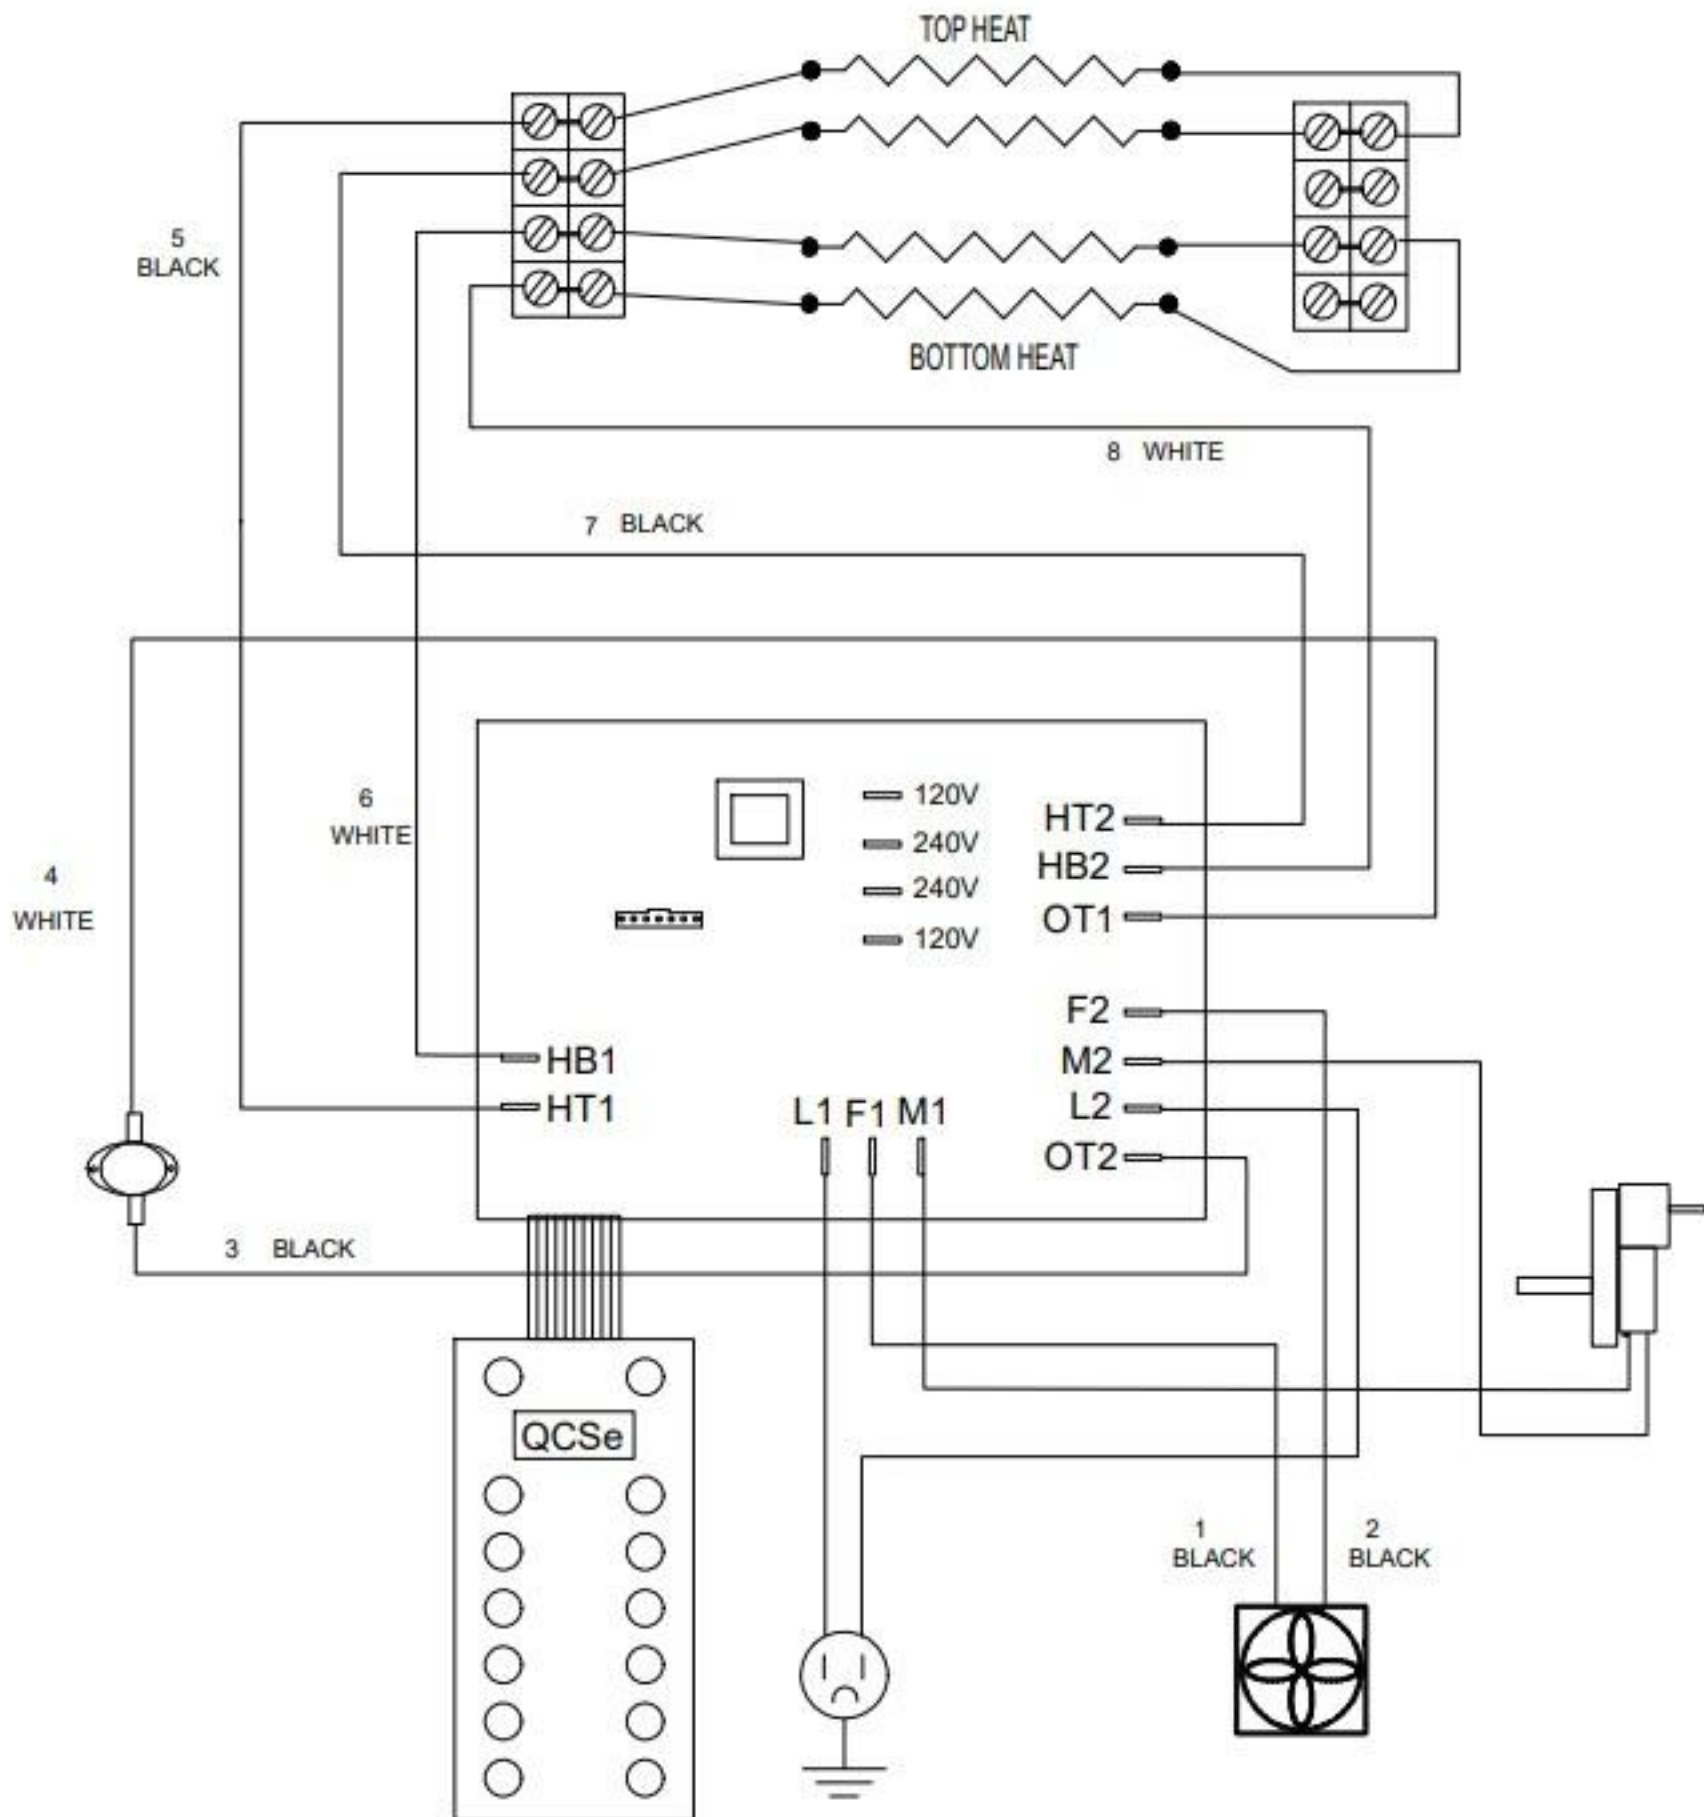 TOP HEAT
5
BLACK
BOTTOM HEAT
8 WHITE
7 BLACK
6
WHITE
120V
240V
240V
120V
HT2
HB2
OT1
4
WHITE
F2
M2
L2
OT2
HB1
HT1
L1 F1 M1
3 BLACK
QCSe
1
BLACK
2
BLACK